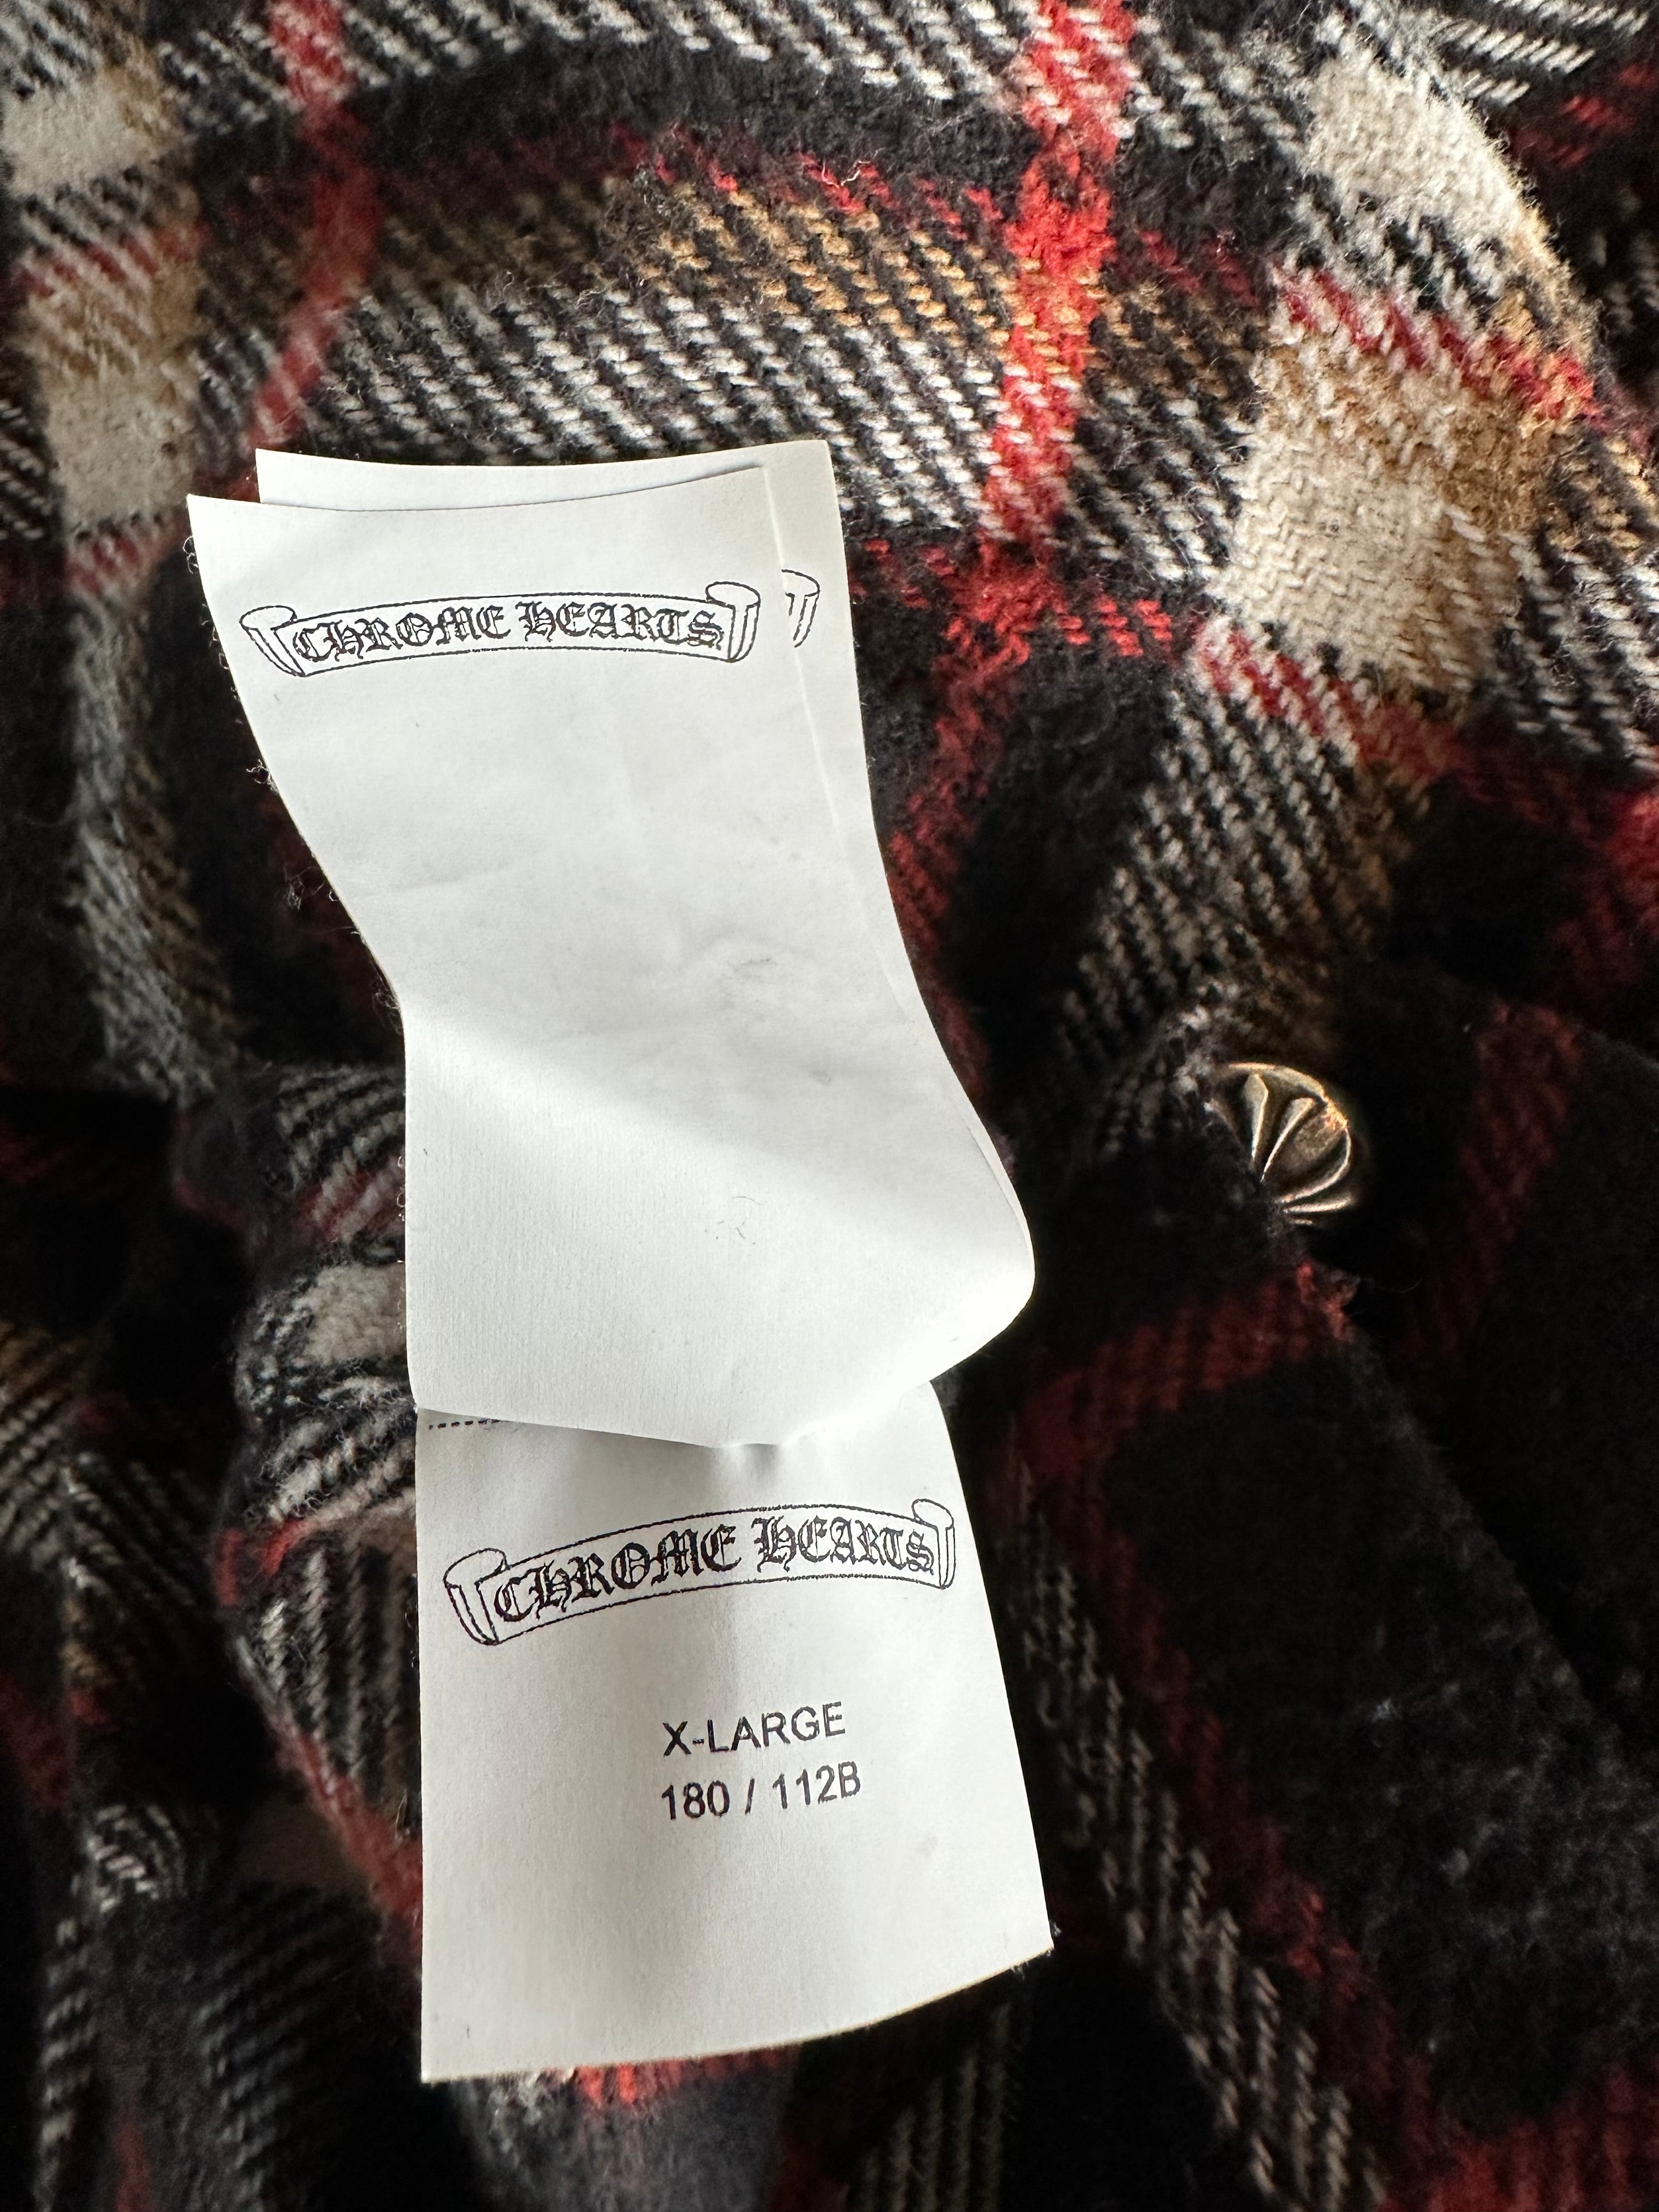 CHROME HEARTS
CHROME HEARTS
X-LARGE
180 / 112B